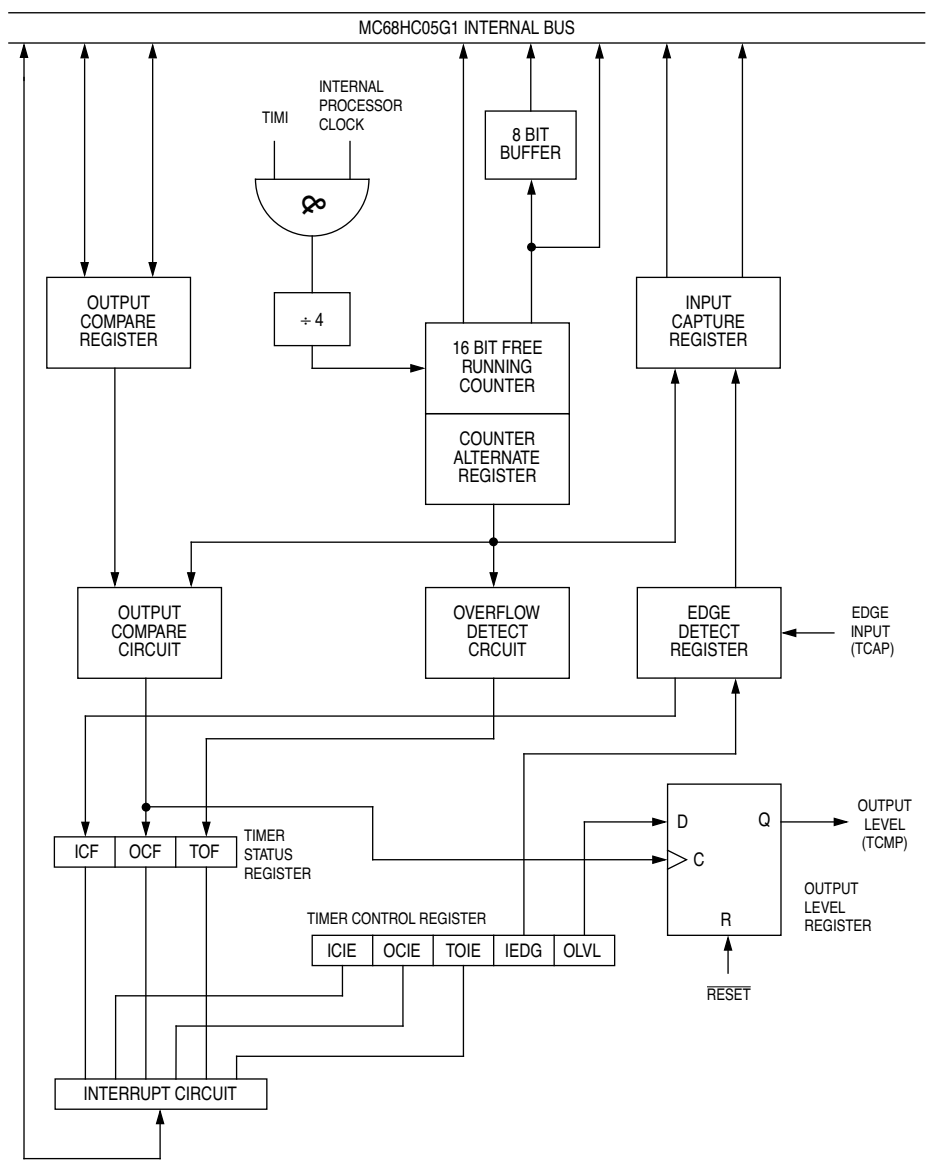 MC68HC05G1 INTERNAL BUS
TIMI
INTERNAL
PROCESSOR
CLOCK
8 BIT
BUFFER
&
OUTPUT
COMPARE
REGISTER
÷ 4
16 BIT FREE
RUNNING
COUNTER
INPUT
CAPTURE
REGISTER
COUNTER
ALTERNATE
REGISTER
OUTPUT
COMPARE
CIRCUIT
OVERFLOW
DETECT
CRCUIT
EDGE
DETECT
REGISTER
EDGE
INPUT
(TCAP)
D
Q
C
R
OUTPUT
LEVEL
(TCMP)
ICF OCF TOF
TIMER
STATUS
REGISTER
OUTPUT
LEVEL
REGISTER
TIMER CONTROL REGISTER
ICIE OCIE TOIE IEDG OLVL
RESET
INTERRUPT CIRCUIT